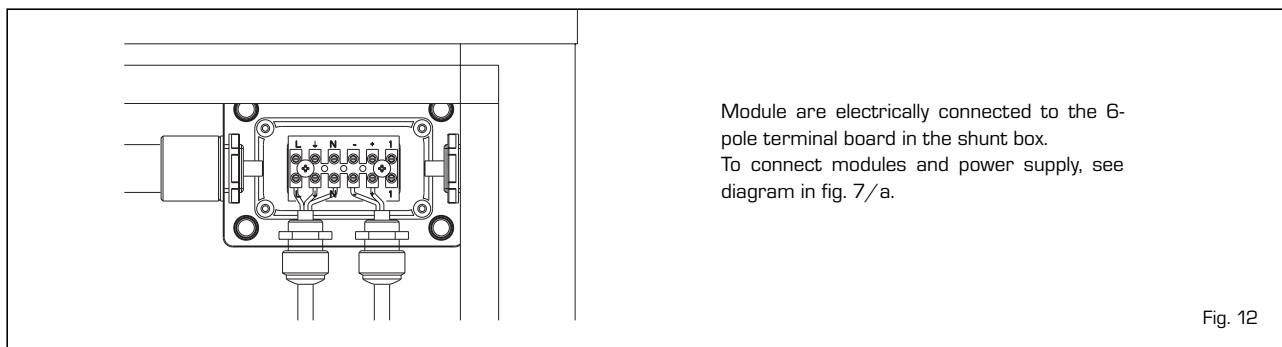 L ⏚ N - + 1
N 1
Module are electrically connected to the 6-
pole terminal board in the shunt box.
To connect modules and power supply, see
diagram in fig. 7/a.
Fig. 12